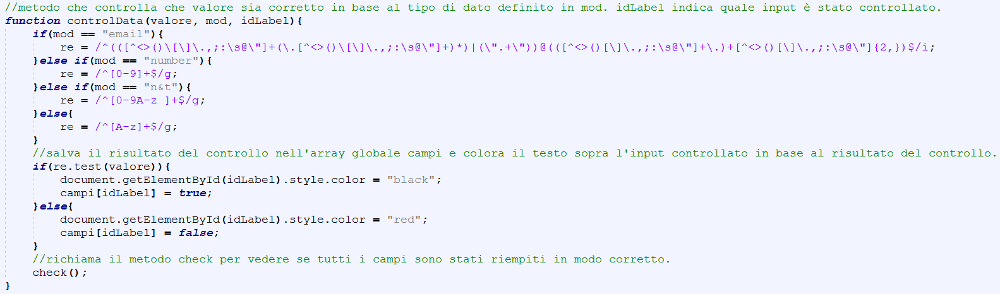 //metodo che controlla che valore sia corretto in base al tipo di dato definito in mod. idLabel indica quale input è stato controllato.
function controlData(valore, mod, idLabel){
    if(mod == "email"){
        re = /^(([^<>()\[\]\.,;:\s@\"]+(\.[^<>()\[\]\.,;:\s@\"]+)*)|(\".+\"))@(([^<>()[\]\.,;:\s@\"]+\.)+[^<>()[\]\.,;:\s@\"]{2,})$/i;
    }else if(mod == "number"){
        re = /^[0-9]+$/g;
    }else if(mod == "n&t"){
        re = /^[0-9A-z ]+$/g;
    }else{
        re = /^[A-z]+$/g;
    }
    //salva il risultato del controllo nell'array globale campi e colora il testo sopra l'input controllato in base al risultato del controllo.
    if(re.test(valore)){
        document.getElementById(idLabel).style.color = "black";
        campi[idLabel] = true;
    }else{
        document.getElementById(idLabel).style.color = "red";
        campi[idLabel] = false;
    }
    //richiama il metodo check per vedere se tutti i campi sono stati riempiti in modo corretto.
    check();
}